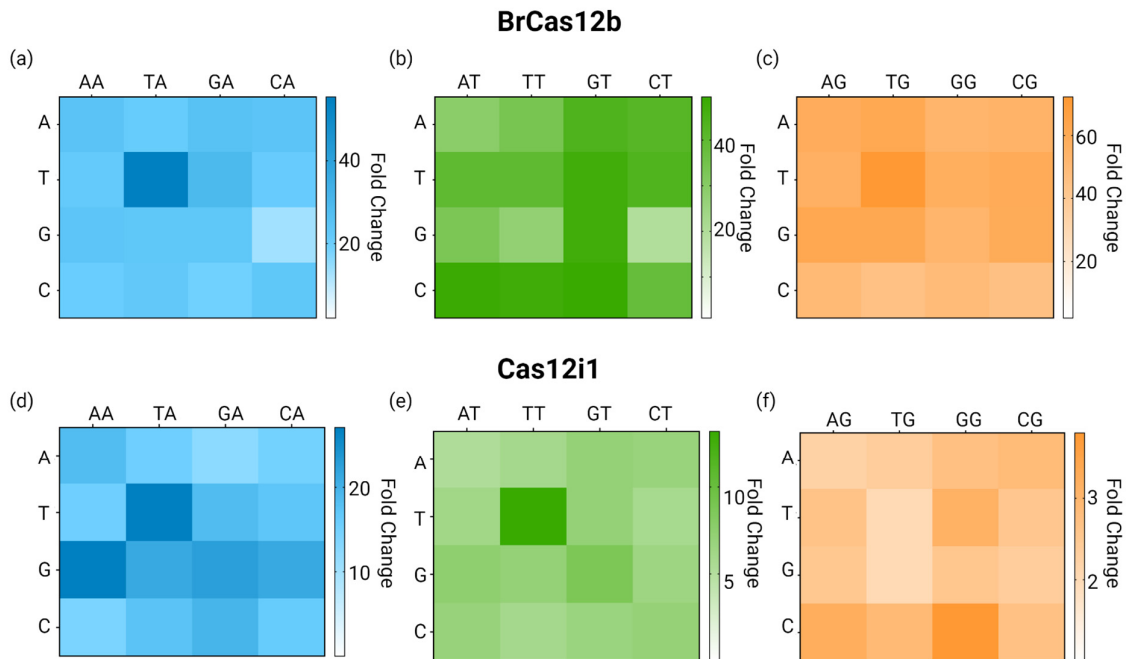 BrCas12b
(a) (b) (c)
AA TA GA CA AT TT GT CT AG TG GG CG
A A A
T T T
G G G
C C C
40 20 Fold Change
40 20 Fold Change
60 40 20 Fold Change
Cas12i1
(d) (e) (f)
AA TA GA CA AT TT GT CT AG TG GG CG
A A A
T T T
G G G
C C C
20 10 Fold Change
10 5 Fold Change
3 2 Fold Change